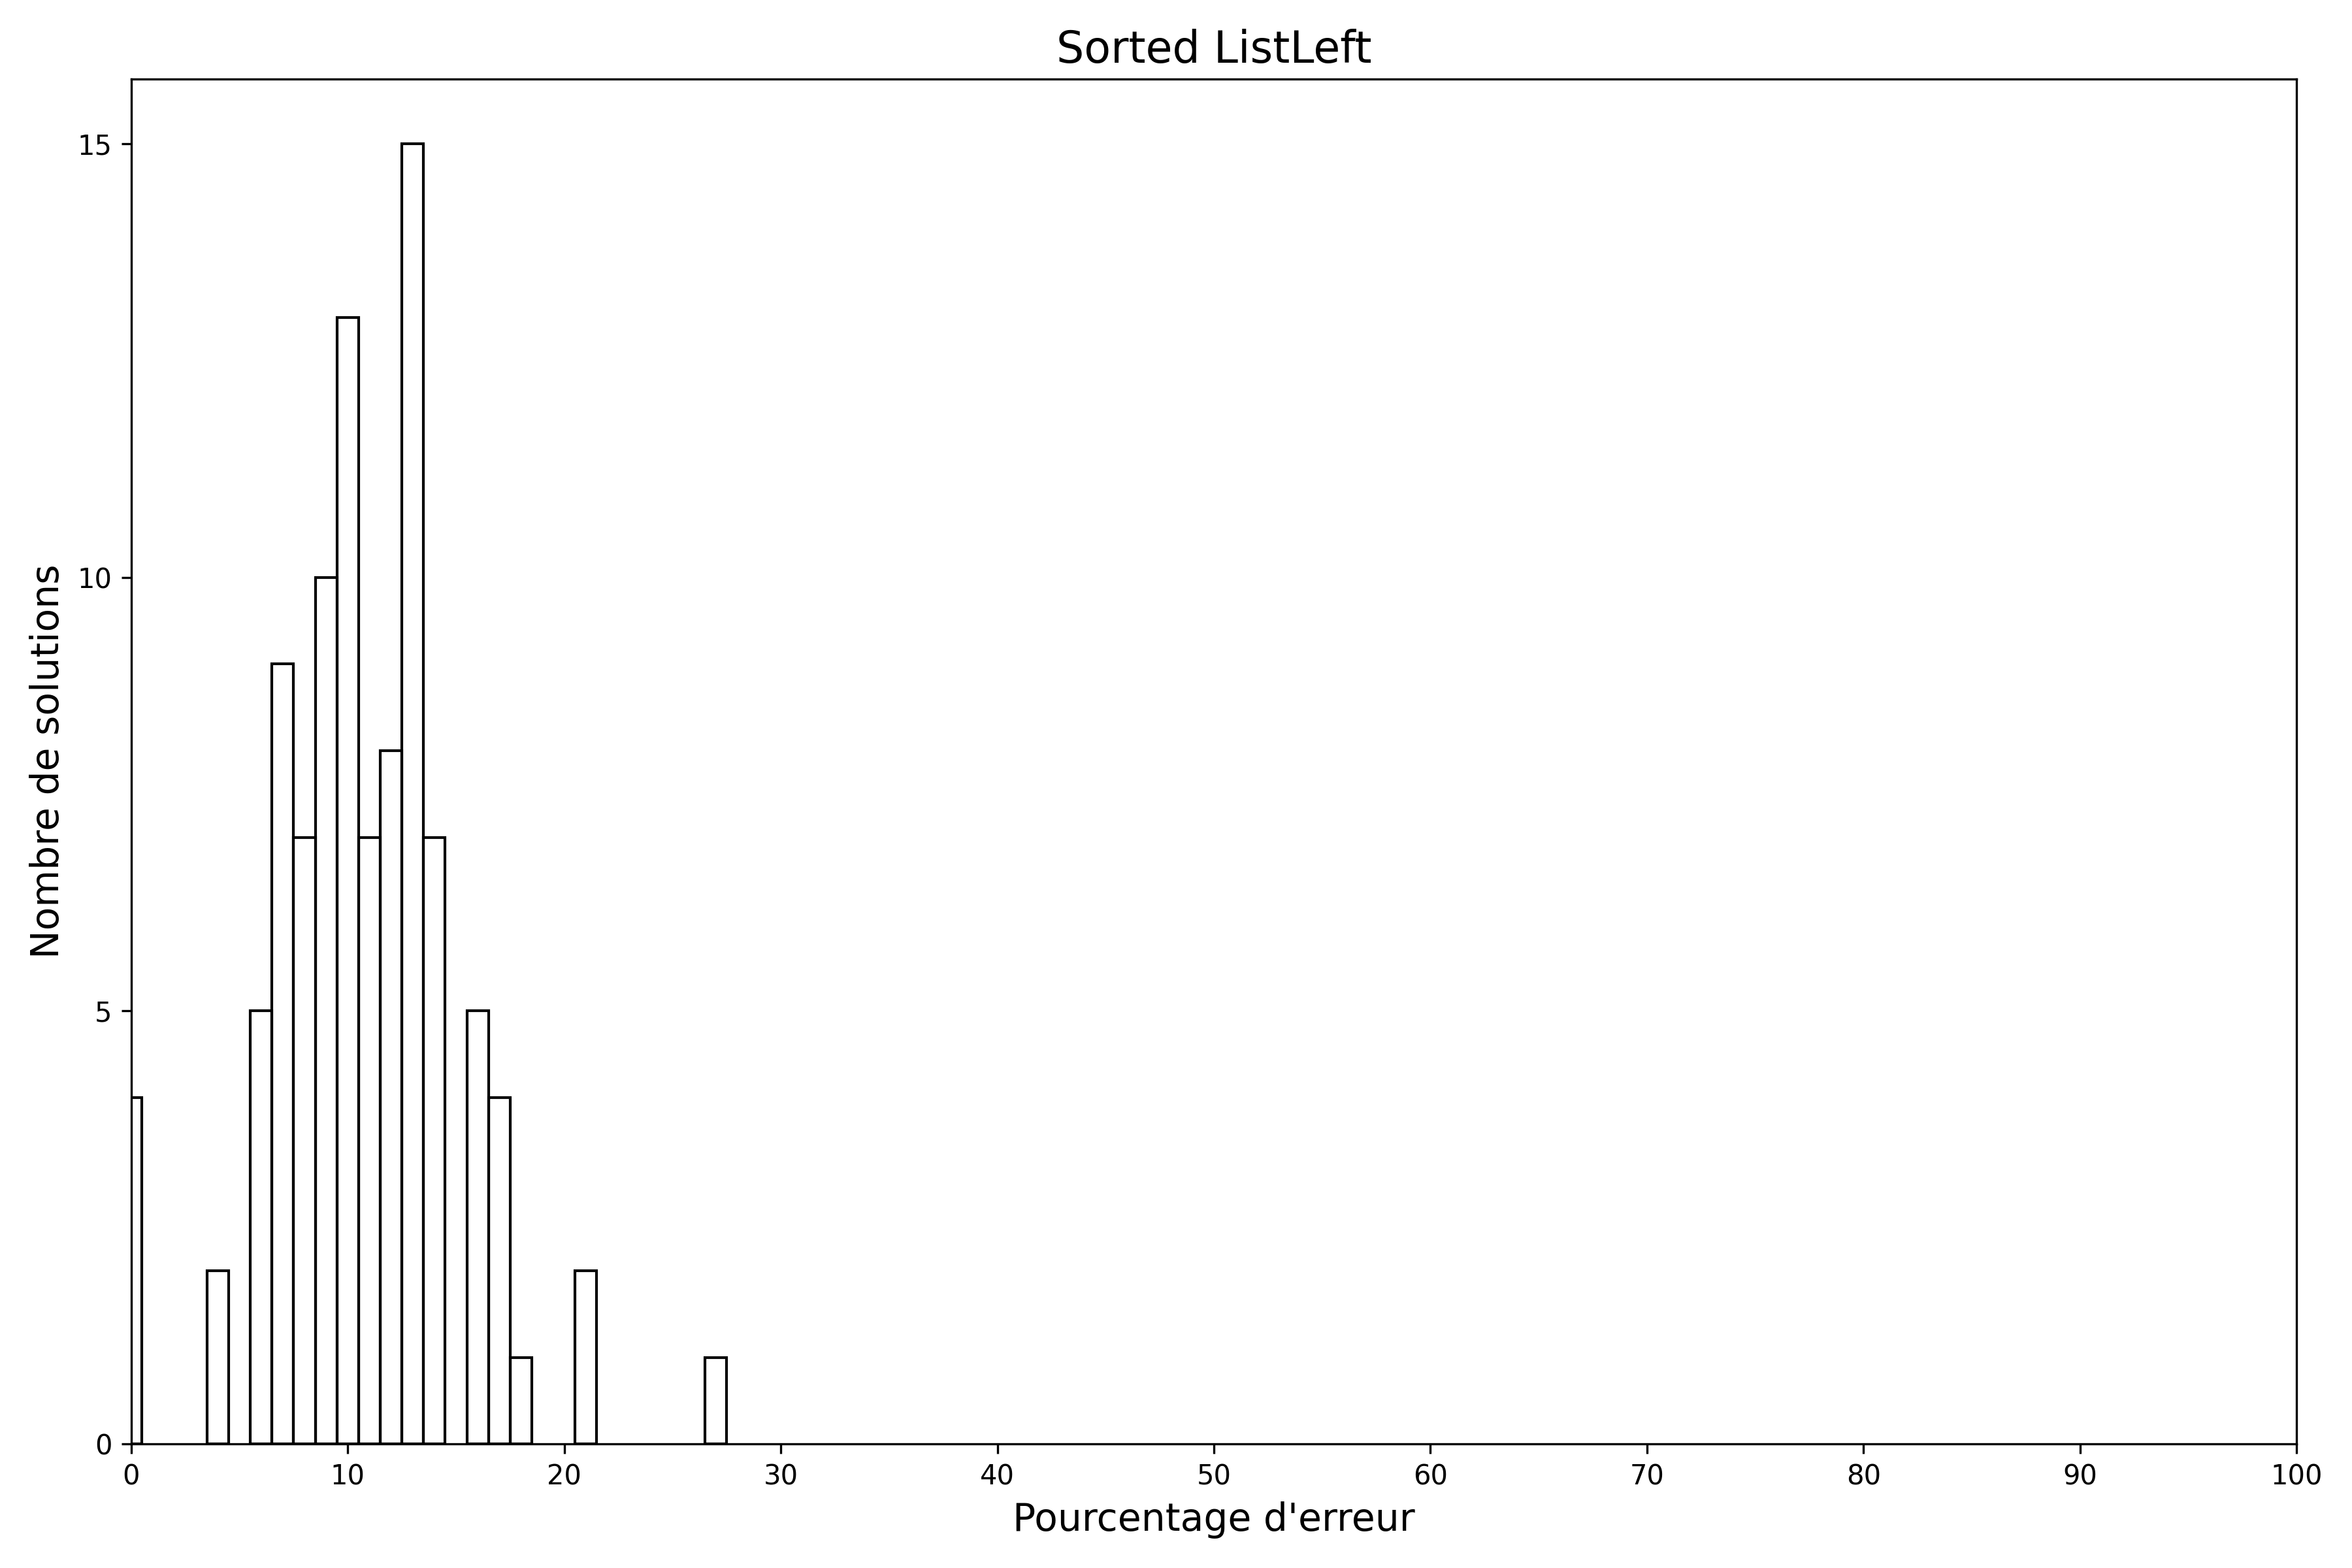 Sorted ListLeft
15
10
5
0
Nombre de solutions
0 10 20 30 40 50 60 70 80 90 100
Pourcentage d'erreur